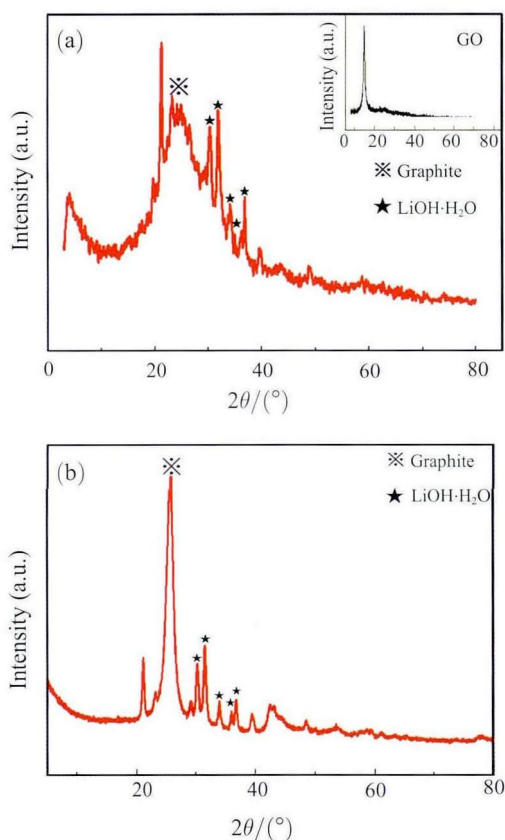 (a)
GO
Intensity (a.u.)
0 20 40 60 80
※ Graphite
★ LiOH·H₂O
※
★ ★ ★ ★ ★
Intensity (a.u.)
0 20 40 60 80
2θ/(°)
(b)
※ Graphite
★ LiOH·H₂O
※
★ ★ ★ ★ ★
Intensity (a.u.)
20 40 60 80
2θ/(°)